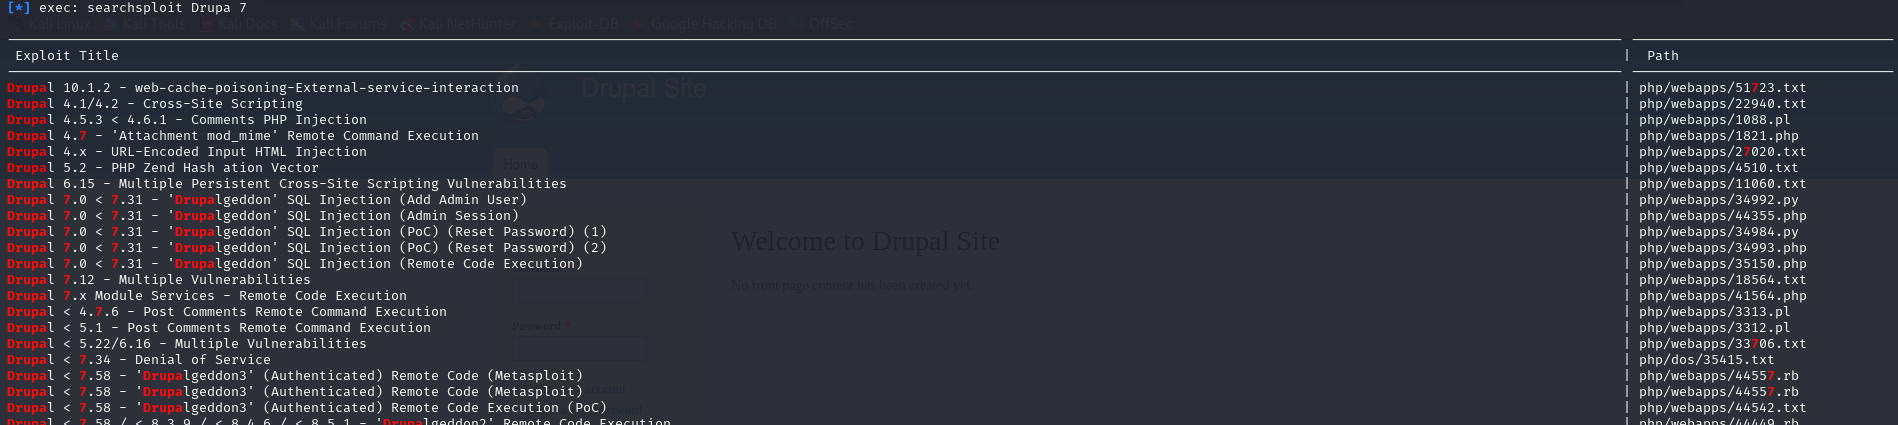 [*] exec: searchsploit Drupa 7
Kali Linux Kali Tools Kali Docs Kali Forums Kali NetHunter Exploit-DB Google Hacking DB OffSec
Exploit Title | Path
Drupal 10.1.2 - web-cache-poisoning-External-service-interaction | php/webapps/51723.txt
Drupal 4.1/4.2 - Cross-Site Scripting | php/webapps/22940.txt
Drupal 4.5.3 < 4.6.1 - Comments PHP Injection | php/webapps/1088.pl
Drupal 4.7 - 'Attachment mod_mime' Remote Command Execution | php/webapps/1821.php
Drupal 4.x - URL-Encoded Input HTML Injection | php/webapps/27020.txt
Drupal 5.2 - PHP Zend Hash ation Vector | php/webapps/4510.txt
Drupal 6.15 - Multiple Persistent Cross-Site Scripting Vulnerabilities | php/webapps/11060.txt
Drupal 7.0 < 7.31 - 'Drupalgeddon' SQL Injection (Add Admin User) | php/webapps/34992.py
Drupal 7.0 < 7.31 - 'Drupalgeddon' SQL Injection (Admin Session) | php/webapps/44355.php
Drupal 7.0 < 7.31 - 'Drupalgeddon' SQL Injection (PoC) (Reset Password) (1) | php/webapps/34984.py
Drupal 7.0 < 7.31 - 'Drupalgeddon' SQL Injection (PoC) (Reset Password) (2) | php/webapps/34993.php
Drupal 7.0 < 7.31 - 'Drupalgeddon' SQL Injection (Remote Code Execution) | php/webapps/35150.php
Drupal 7.12 - Multiple Vulnerabilities | php/webapps/18564.txt
Drupal 7.x Module Services - Remote Code Execution | php/webapps/41564.php
Drupal < 4.7.6 - Post Comments Remote Command Execution | php/webapps/3313.pl
Drupal < 5.1 - Post Comments Remote Command Execution | php/webapps/3312.pl
Drupal < 5.22/6.16 - Multiple Vulnerabilities | php/webapps/33706.txt
Drupal < 7.34 - Denial of Service | php/dos/35415.txt
Drupal < 7.58 - 'Drupalgeddon3' (Authenticated) Remote Code (Metasploit) | php/webapps/44557.rb
Drupal < 7.58 - 'Drupalgeddon3' (Authenticated) Remote Code (Metasploit) | php/webapps/44557.rb
Drupal < 7.58 - 'Drupalgeddon3' (Authenticated) Remote Code Execution (PoC) | php/webapps/44542.txt
Drupal < 7.58 / < 8.3.9 / < 8.4.6 / < 8.5.1 - 'Drupalgeddon2' Remote Code Execution | php/webapps/44449.rb
Drupal Site
Home
Welcome to Drupal Site
No front page content has been created yet.
Password *